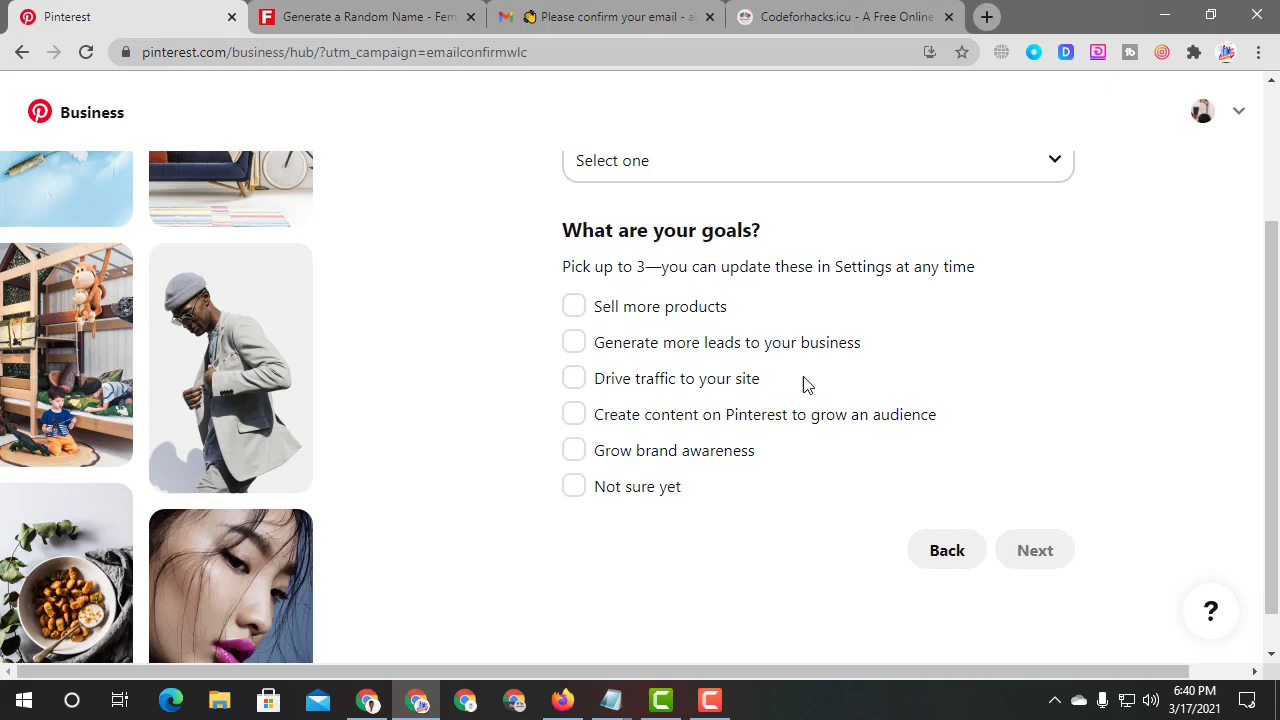 Pinterest
Generate a Random Name - Fem
👋 Please confirm your email - a
Codeforhacks.icu - A Free Online
pinterest.com/business/hub/?utm_campaign=emailconfirmwlc
Business
Select one
What are your goals?
Pick up to 3—you can update these in Settings at any time
Sell more products
Generate more leads to your business
Drive traffic to your site
Create content on Pinterest to grow an audience
Grow brand awareness
Not sure yet
Back
Next
?
6:40 PM
3/17/2021